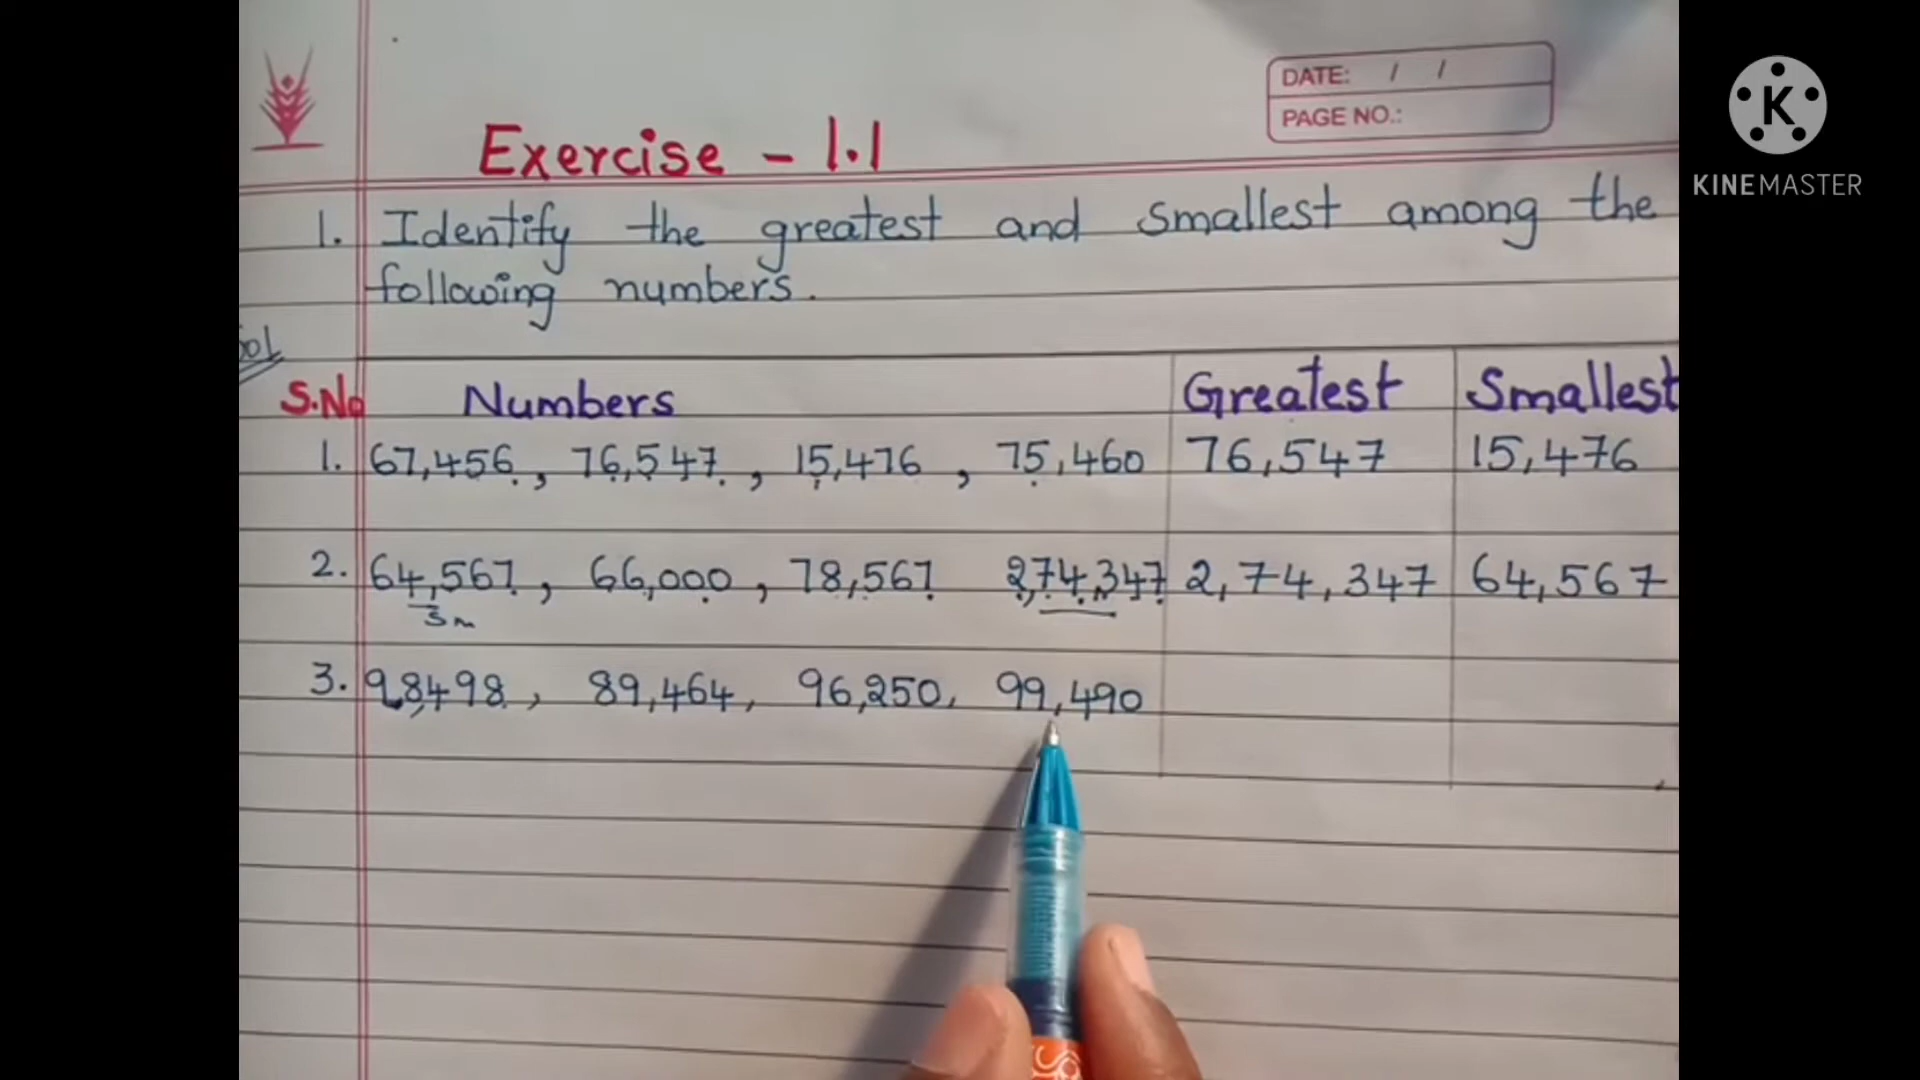 DATE: / /
PAGE NO.:
KINEMASTER
Exercise - 1.1
1. Identify the greatest and smallest among the
following numbers.
Sol
S.No Numbers Greatest Smallest
1. 67,456, 76,547, 15,476, 75,460 76,547 15,476
2. 64,567, 66,000, 78,567 2,74,347 2,74,347 64,567
3. 98,498, 89,464, 96,250, 99,490